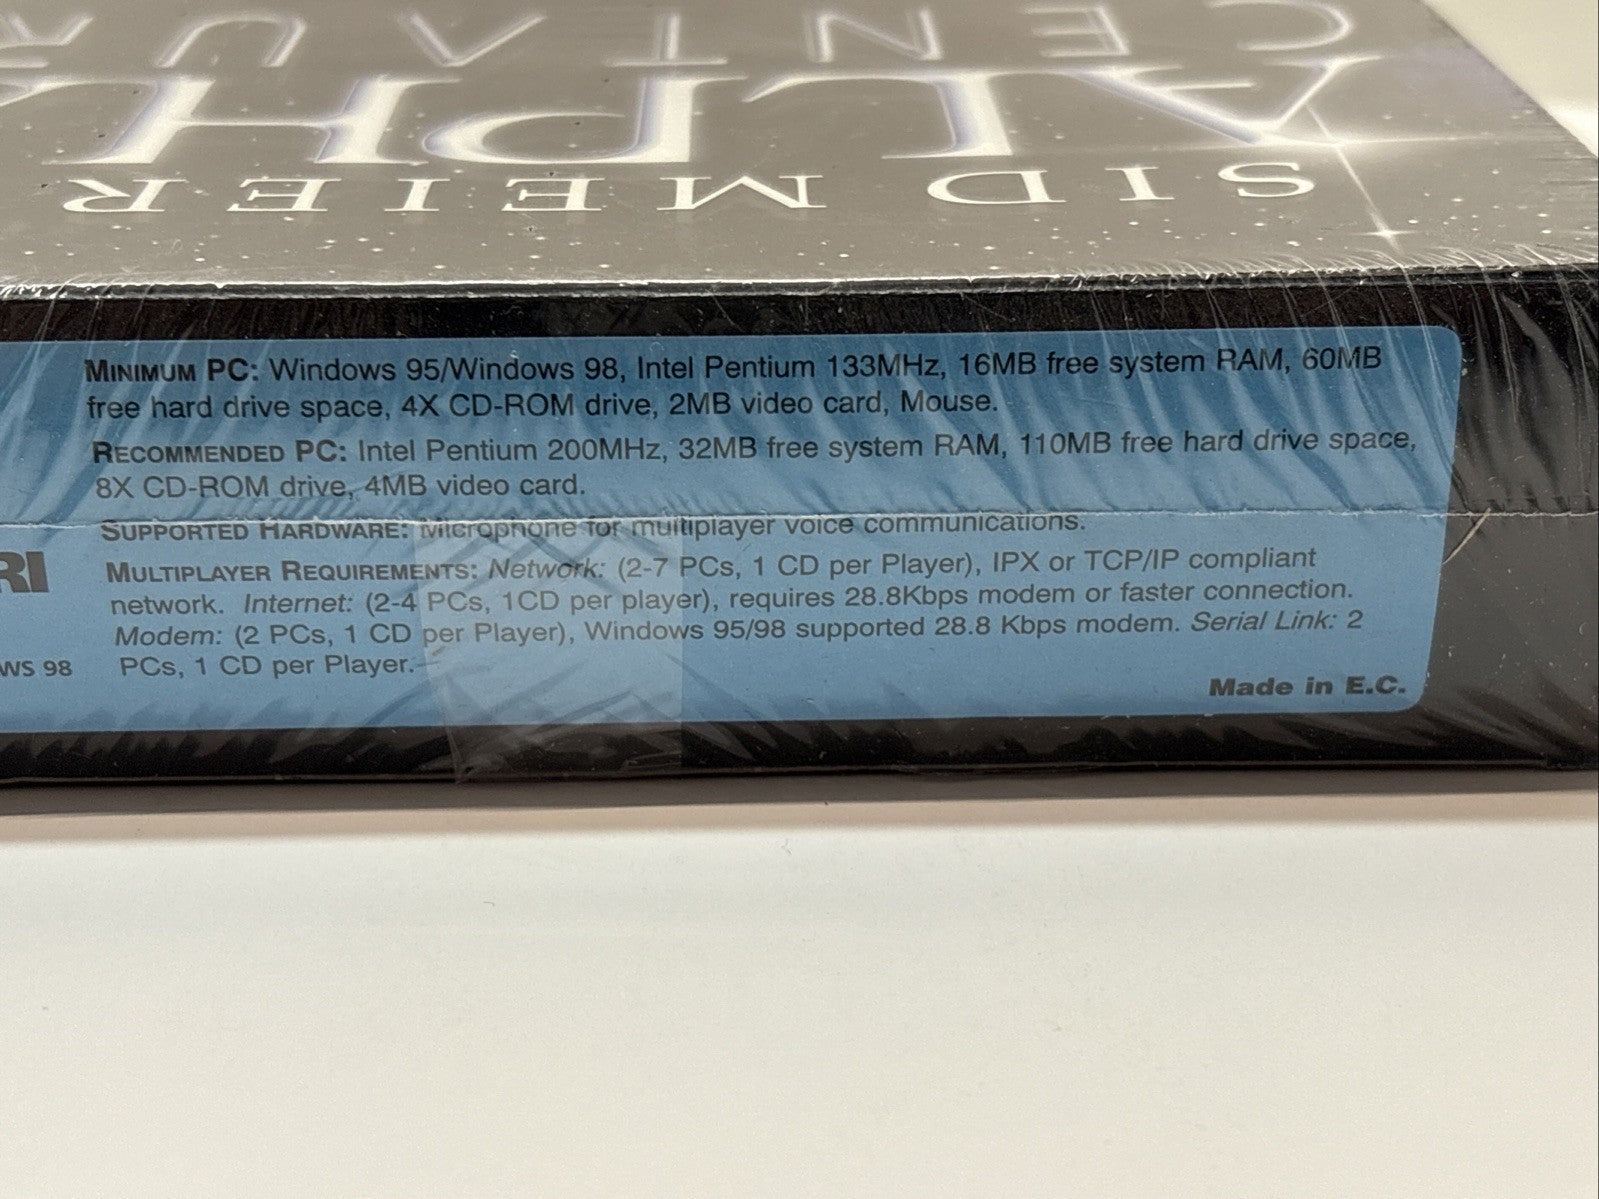 SID MEIER
ALPHA
CENTAUR
MINIMUM PC: Windows 95/Windows 98, Intel Pentium 133MHz, 16MB free system RAM, 60MB
free hard drive space, 4X CD-ROM drive, 2MB video card, Mouse.
RECOMMENDED PC: Intel Pentium 200MHz, 32MB free system RAM, 110MB free hard drive space,
8X CD-ROM drive, 4MB video card.
SUPPORTED HARDWARE: Microphone for multiplayer voice communications.
RI
MULTIPLAYER REQUIREMENTS: Network: (2-7 PCs, 1 CD per Player), IPX or TCP/IP compliant
network. Internet: (2-4 PCs, 1CD per player), requires 28.8Kbps modem or faster connection.
Modem: (2 PCs, 1 CD per Player), Windows 95/98 supported 28.8 Kbps modem. Serial Link: 2
WS 98
PCs, 1 CD per Player.
Made in E.C.